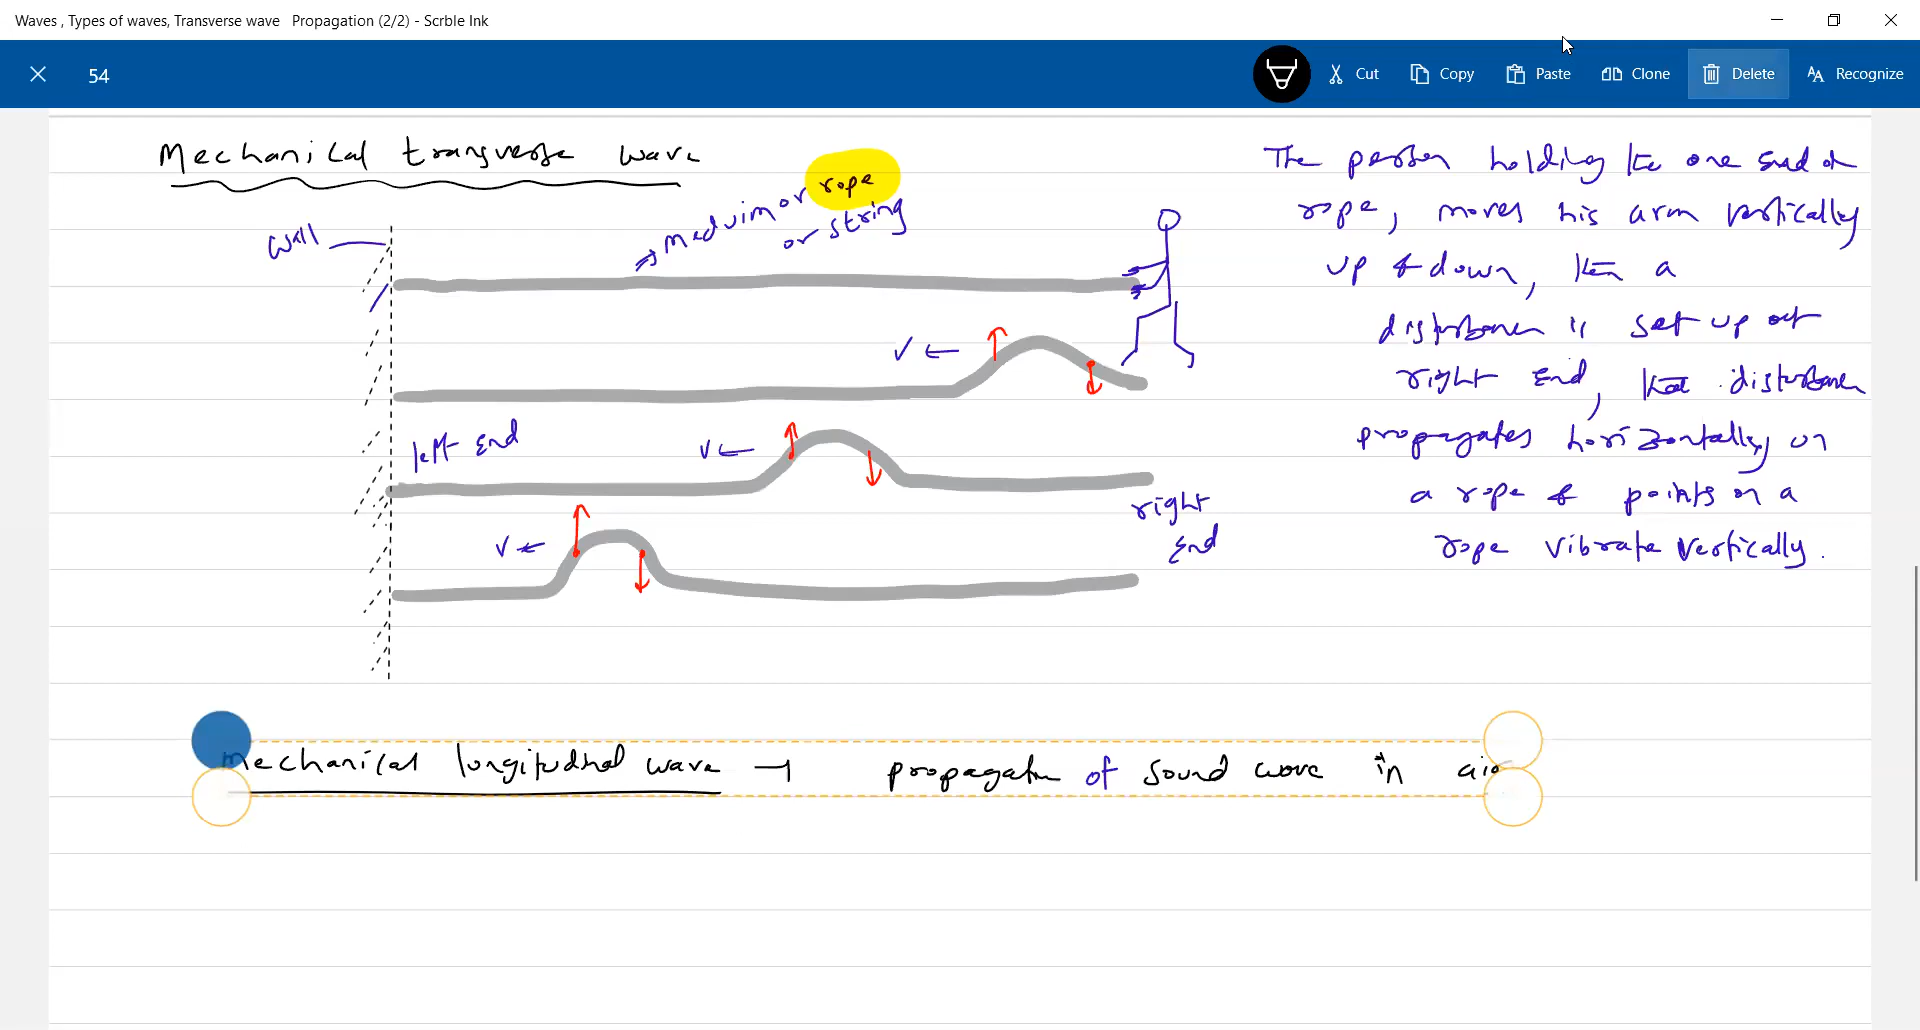 Waves , Types of waves, Transverse wave Propagation (2/2) - Scrble Ink
54
Cut
Copy
Paste
Clone
Delete
Recognize
Mechanical transverse wave
wall
meduim or rope
or string
v
left end
v
right
end
v
The person holding the one end of
rope, moves his arm vertically
up & down, then a
disturbance is set up at
right end, that disturbance
propagates horizontally on
a rope & points on a
rope vibrate vertically.
Mechanical longitudnal wave → propagation of sound wave in air